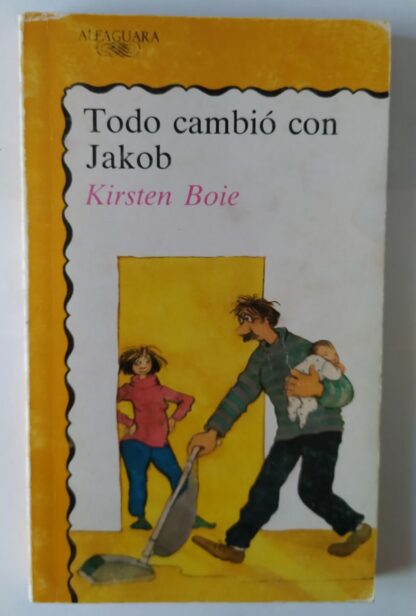 ALFAGUARA
Todo cambió con
Jakob
Kirsten Boie